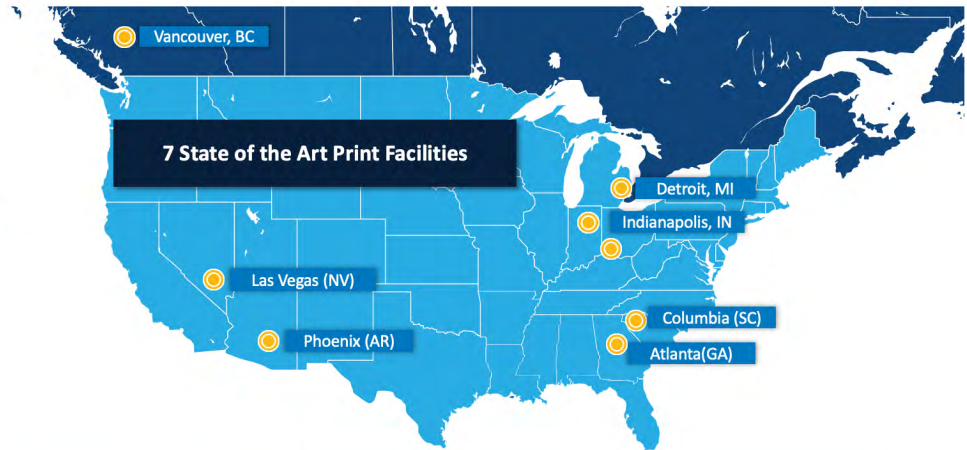 Vancouver, BC
7 State of the Art Print Facilities
Detroit, MI
Indianapolis, IN
Las Vegas (NV)
Columbia (SC)
Phoenix (AR)
Atlanta(GA)